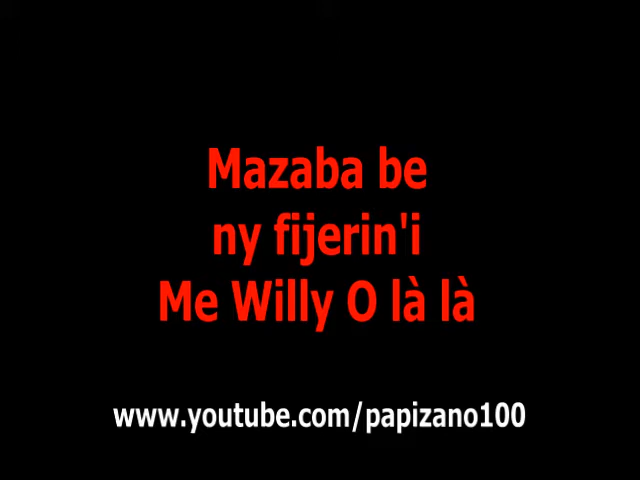 Mazaba be
ny fijerin'i
Me Willy O là là
www.youtube.com/papizano100